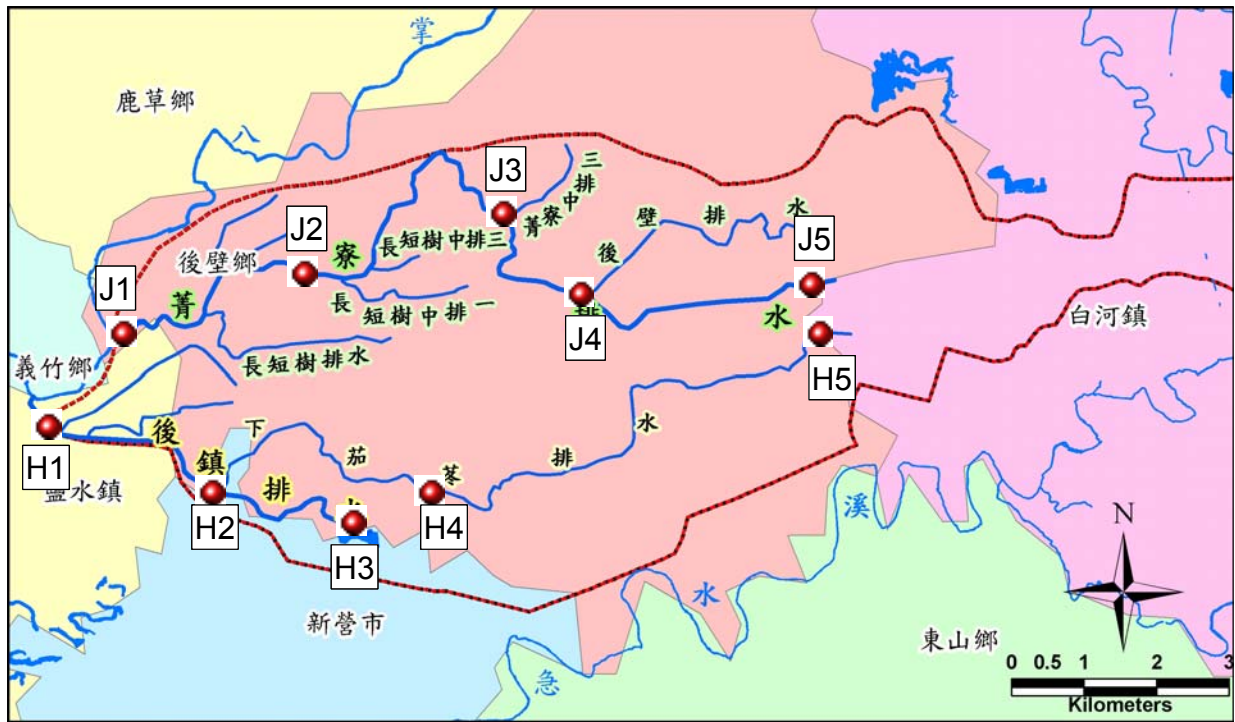 掌
八
鹿草鄉
J3
三排中寮菁
J2
寮
長短樹中排三
後壁排水
J5
後壁鄉
J1
菁
長短樹中排一
J4
排
水
白河鎮
H5
義竹鄉
長短樹排水
H1
後鎮排水
下茄苳排水
鹽水鎮
H2
H4
H3
新營市
急水溪
東山鄉
N
0 0.5 1 2 3
Kilometers